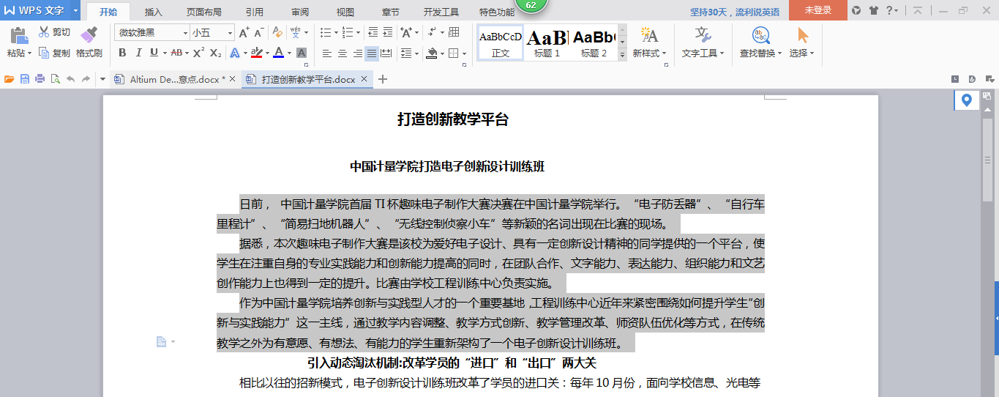 WPS 文字 开始 插入 页面布局 引用 审阅 视图 章节 开发工具 特色功能 62 坚持30天，流利说英语 未登录
粘贴 剪切 复制 格式刷 微软雅黑 小五 AaBbCcD 正文 AaBb 标题 1 AaBb 标题 2 新样式 文字工具 查找替换 选择
Altium De...意点.docx * 打造创新教学平台.docx
打造创新教学平台
中国计量学院打造电子创新设计训练班
日前， 中国计量学院首届 TI 杯趣味电子制作大赛决赛在中国计量学院举行。“电子防丢器”、“自行车
里程计”、“简易扫地机器人”、“无线控制侦察小车”等新颖的名词出现在比赛的现场。
据悉，本次趣味电子制作大赛是该校为爱好电子设计、具有一定创新设计精神的同学提供的一个平台，使
学生在注重自身的专业实践能力和创新能力提高的同时，在团队合作、文字能力、表达能力、组织能力和文艺
创作能力上也得到一定的提升。比赛由学校工程训练中心负责实施。
作为中国计量学院培养创新与实践型人才的一个重要基地,工程训练中心近年来紧密围绕如何提升学生“创
新与实践能力”这一主线，通过教学内容调整、教学方式创新、教学管理改革、师资队伍优化等方式，在传统
教学之外为有意愿、有想法、有能力的学生重新架构了一个电子创新设计训练班。
引入动态淘汰机制:改革学员的“进口”和“出口”两大关
相比以往的招新模式，电子创新设计训练班改革了学员的进口关：每年 10 月份，面向学校信息、光电等